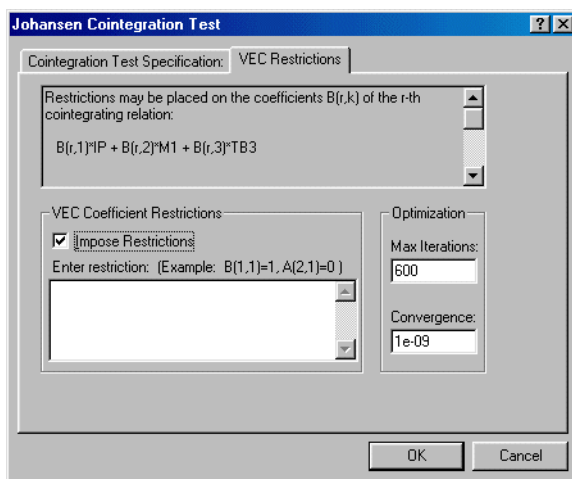 Johansen Cointegration Test
Cointegration Test Specification: VEC Restrictions
Restrictions may be placed on the coefficients B(r,k) of the r-th
cointegrating relation:
B(r,1)*IP + B(r,2)*M1 + B(r,3)*TB3
VEC Coefficient Restrictions
Impose Restrictions
Enter restriction: (Example: B(1,1)=1, A(2,1)=0 )
Optimization
Max Iterations:
600
Convergence:
1e-09
OK Cancel